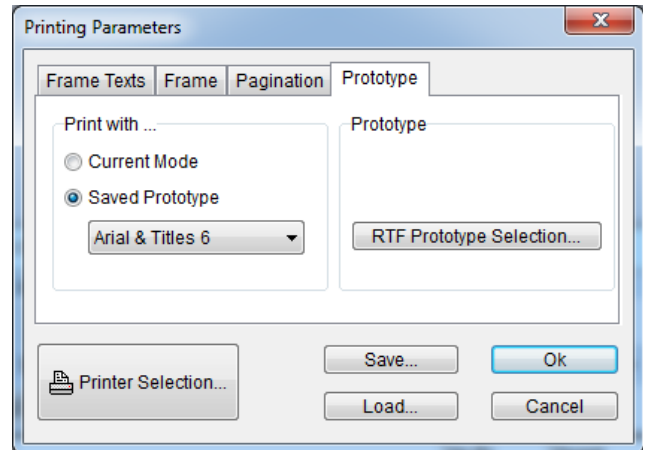 Printing Parameters
Frame Texts Frame Pagination Prototype
Print with ...
Current Mode
Saved Prototype
Arial & Titles 6
Prototype
RTF Prototype Selection...
Printer Selection...
Save...
Ok
Load...
Cancel